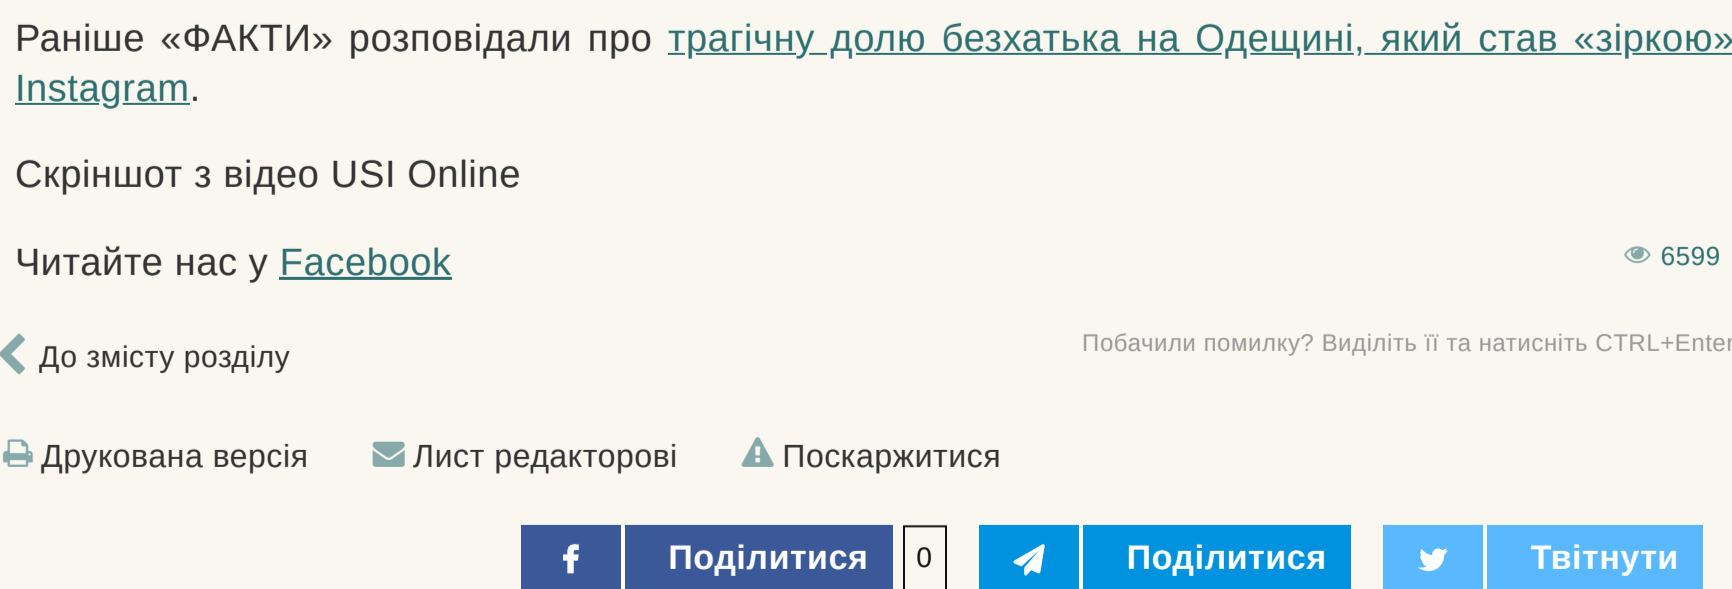 Раніше «ФАКТИ» розповідали про трагічну долю безхатька на Одещині, який став «зіркою»
Instagram.
Скріншот з відео USI Online
Читайте нас у Facebook
6599
До змісту розділу
Побачили помилку? Виділіть її та натисніть CTRL+Enter
Друкована версія Лист редакторові Поскаржитися
Поділитися 0 Поділитися Твітнути